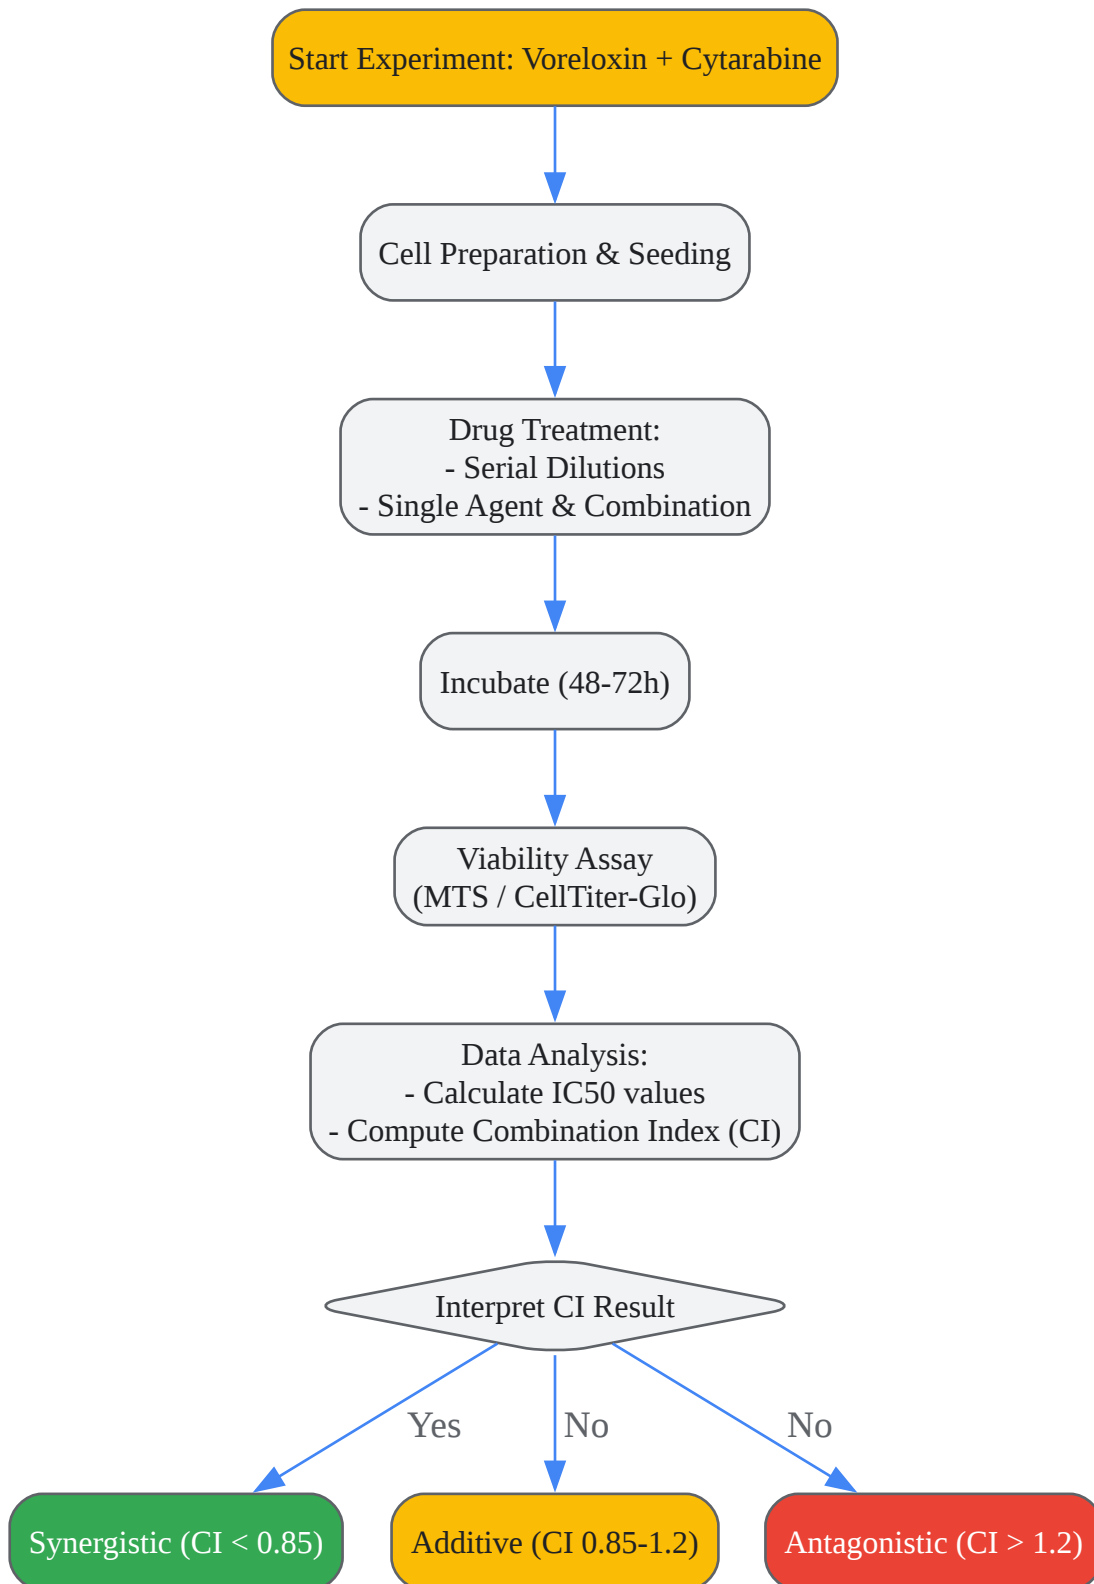 Start Experiment: Voreloxin + Cytarabine
Cell Preparation & Seeding
Drug Treatment:
- Serial Dilutions
- Single Agent & Combination
Incubate (48-72h)
Viability Assay
(MTS / CellTiter-Glo)
Data Analysis:
- Calculate IC50 values
- Compute Combination Index (CI)
Interpret CI Result
Yes
No
No
Synergistic (CI < 0.85)
Additive (CI 0.85-1.2)
Antagonistic (CI > 1.2)